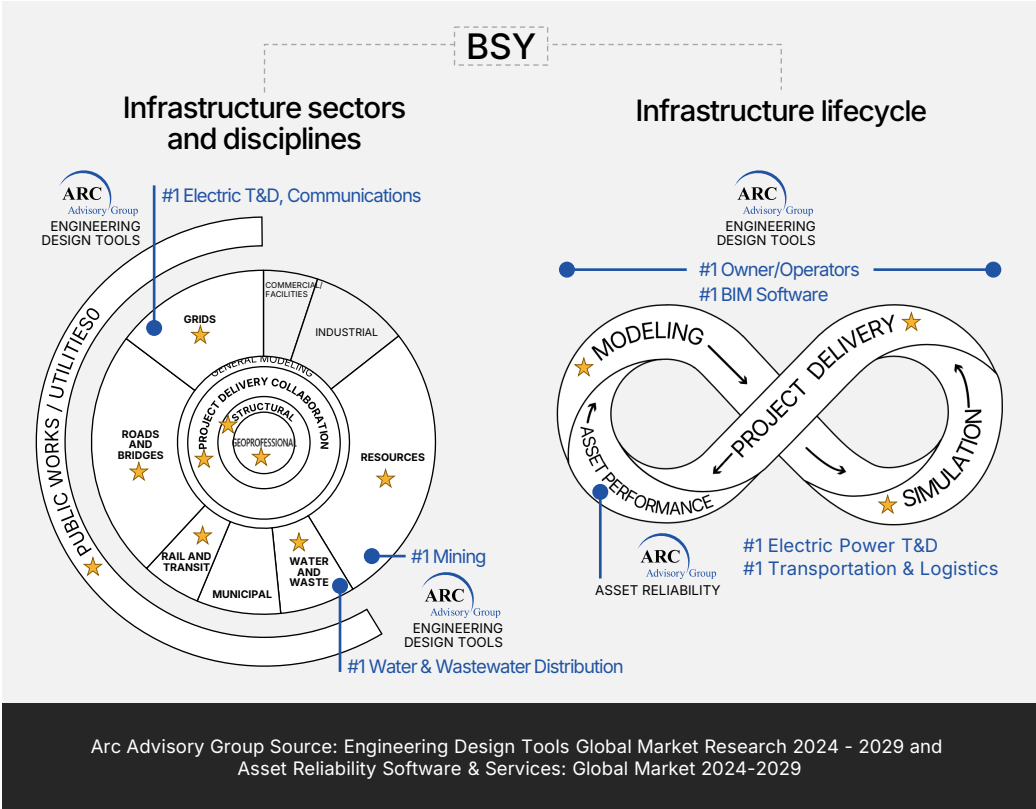 BSY
Infrastructure sectors
and disciplines
Infrastructure lifecycle
ARC
Advisory Group
ENGINEERING
DESIGN TOOLS
#1 Electric T&D, Communications
PUBLIC WORKS / UTILITIES0
GRIDS
COMMERCIAL/
FACILITIES
INDUSTRIAL
GENERAL MODELING
PROJECT DELIVERY COLLABORATION
STRUCTURAL
GEOPROFESSIONAL
ROADS
AND
BRIDGES
RESOURCES
RAIL AND
TRANSIT
MUNICIPAL
WATER
AND
WASTE
#1 Mining
ARC
Advisory Group
ENGINEERING
DESIGN TOOLS
#1 Water & Wastewater Distribution
ARC
Advisory Group
ENGINEERING
DESIGN TOOLS
#1 Owner/Operators
#1 BIM Software
MODELING
PROJECT DELIVERY
SIMULATION
ASSET PERFORMANCE
ARC
Advisory Group
ASSET RELIABILITY
#1 Electric Power T&D
#1 Transportation & Logistics
Arc Advisory Group Source: Engineering Design Tools Global Market Research 2024 - 2029 and
Asset Reliability Software & Services: Global Market 2024-2029